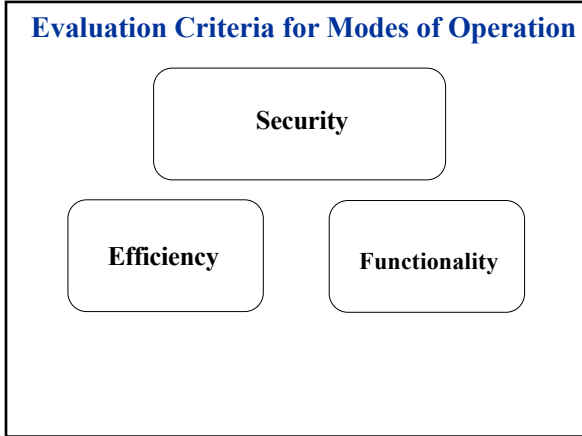 Evaluation Criteria for Modes of Operation
Security
Efficiency
Functionality